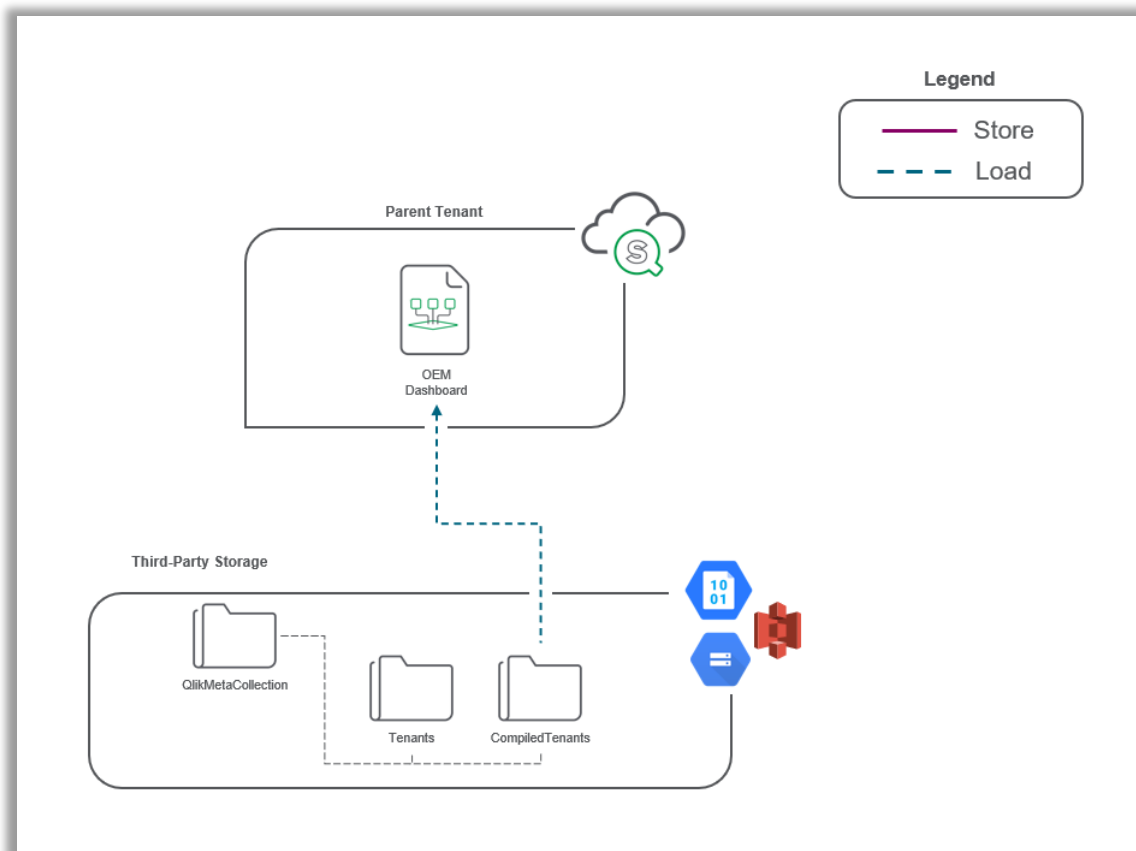 Legend
Store
Load
Parent Tenant
S
OEM
Dashboard
Third-Party Storage
10
01
QlikMetaCollection
Tenants
CompiledTenants